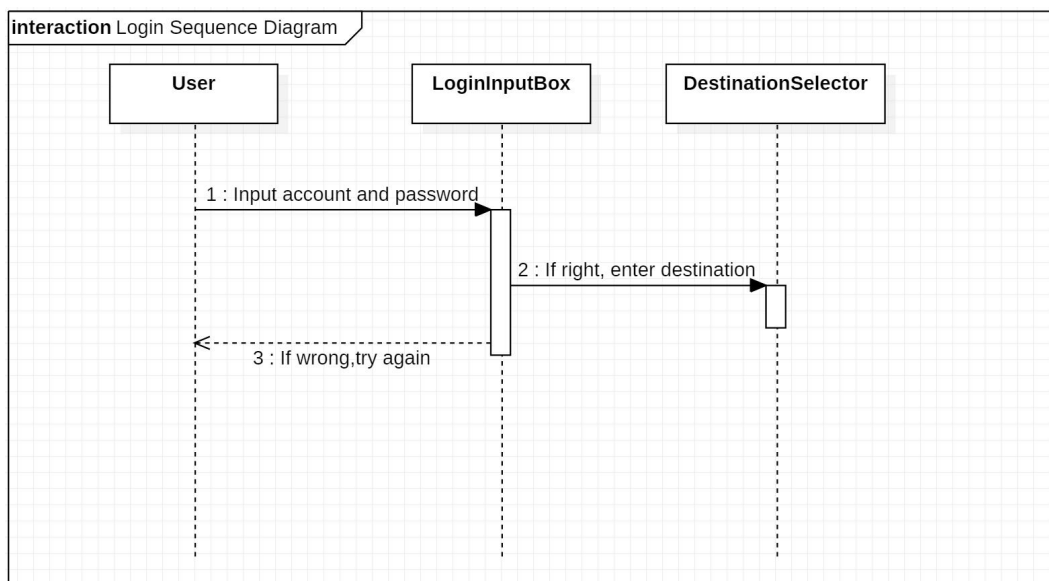 interaction Login Sequence Diagram
User
LoginInputBox
DestinationSelector
1 : Input account and password
2 : If right, enter destination
3 : If wrong,try again